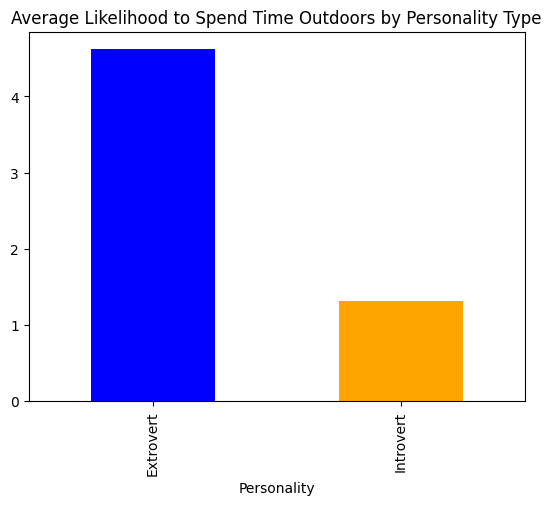 Average Likelihood to Spend Time Outdoors by Personality Type
4
3
2
1
0
Extrovert
Introvert
Personality